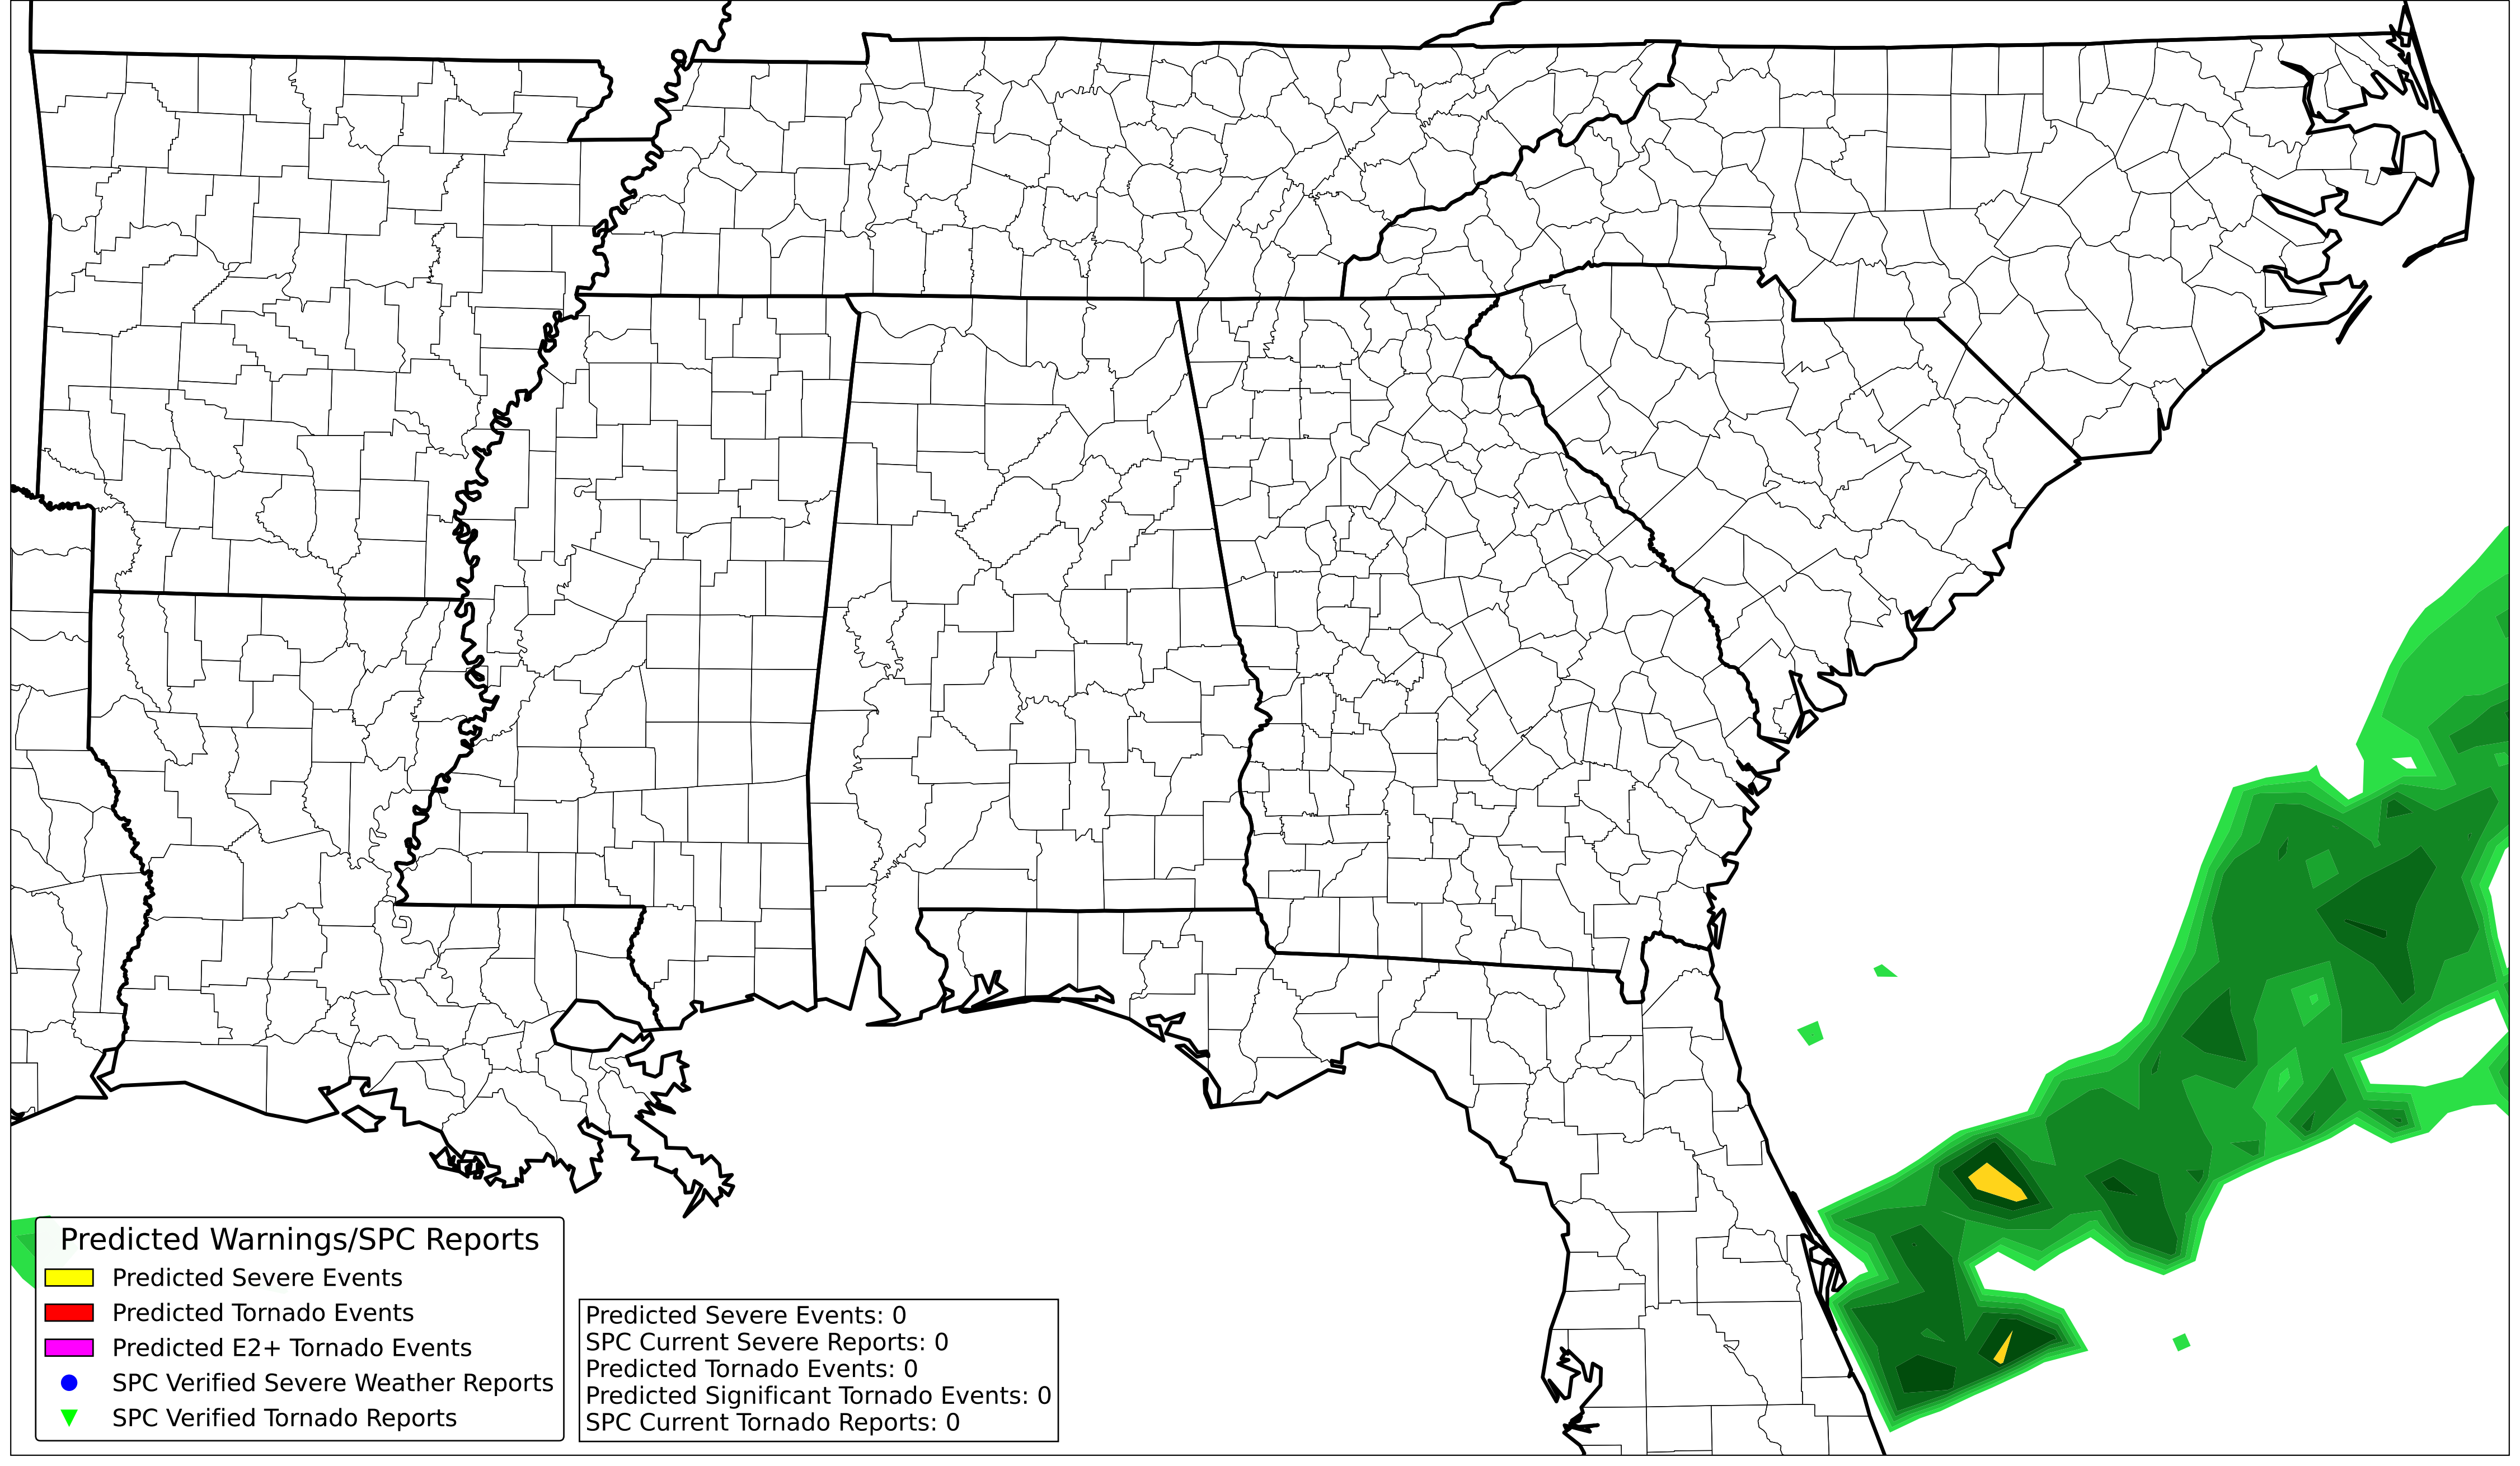 Predicted Warnings/SPC Reports
Predicted Severe Events
Predicted Tornado Events
Predicted E2+ Tornado Events
SPC Verified Severe Weather Reports
SPC Verified Tornado Reports
Predicted Severe Events: 0
SPC Current Severe Reports: 0
Predicted Tornado Events: 0
Predicted Significant Tornado Events: 0
SPC Current Tornado Reports: 0